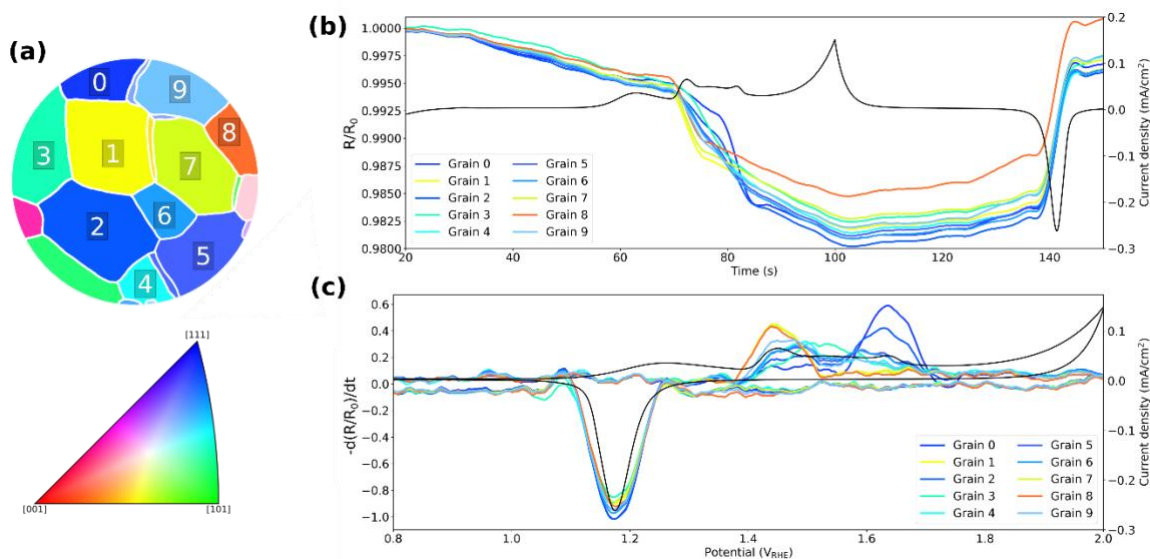 (a)
0
9
8
3
1
7
6
2
5
4
[111]
[001]
[101]
(b)
R/R₀
1.0000
0.9975
0.9950
0.9925
0.9900
0.9875
0.9850
0.9825
0.9800
Grain 0 Grain 5
Grain 1 Grain 6
Grain 2 Grain 7
Grain 3 Grain 8
Grain 4 Grain 9
20 40 60 80 100 120 140
Time (s)
0.2
0.1
0.0
−0.1
−0.2
−0.3
Current density (mA/cm²)
(c)
-d(R/R₀)/dt
0.6
0.4
0.2
0.0
−0.2
−0.4
−0.6
−0.8
−1.0
Grain 0 Grain 5
Grain 1 Grain 6
Grain 2 Grain 7
Grain 3 Grain 8
Grain 4 Grain 9
0.8 1.0 1.2 1.4 1.6 1.8 2.0
Potential (V_RHE)
0.1
0.0
−0.1
−0.2
−0.3
Current density (mA/cm²)